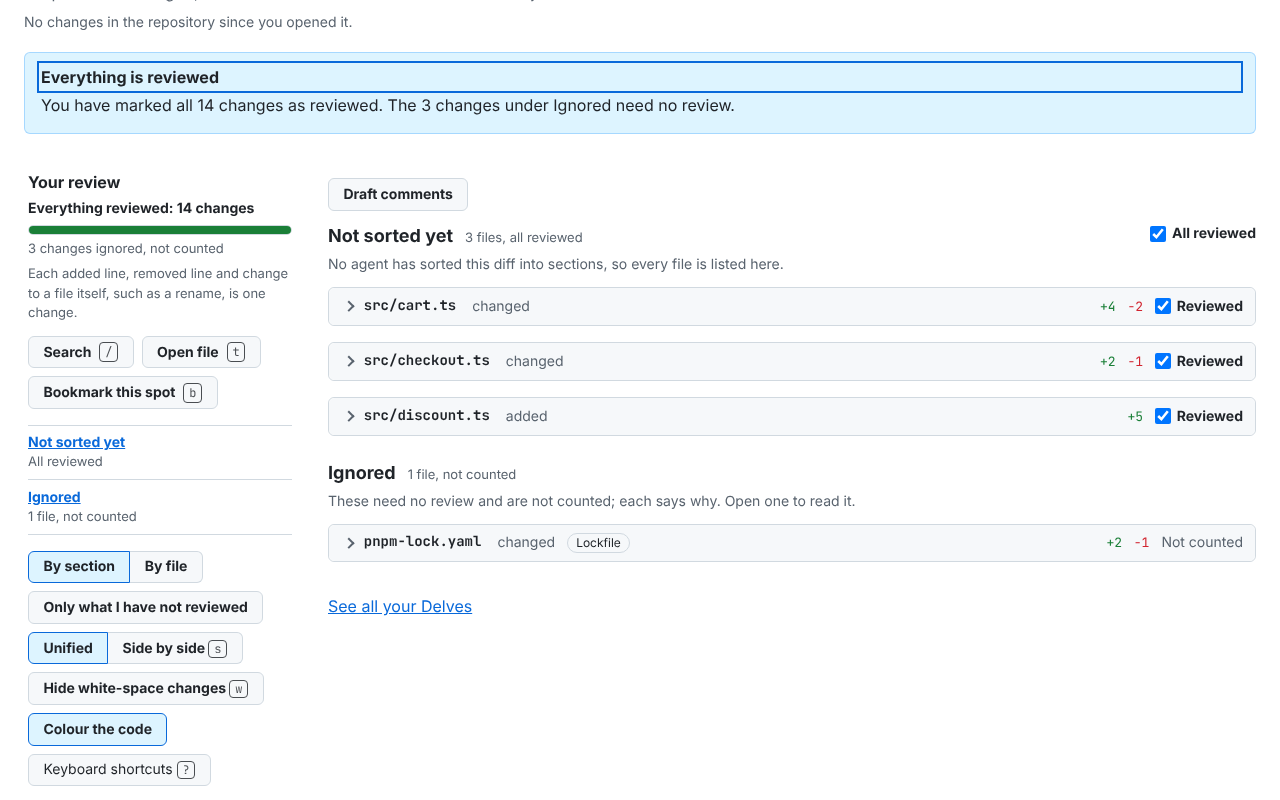 No changes in the repository since you opened it.
Everything is reviewed
You have marked all 14 changes as reviewed. The 3 changes under Ignored need no review.
Your review
Everything reviewed: 14 changes
3 changes ignored, not counted
Each added line, removed line and change
to a file itself, such as a rename, is one
change.
Search /
Open file t
Bookmark this spot b
Not sorted yet
All reviewed
Ignored
1 file, not counted
By section
By file
Only what I have not reviewed
Unified
Side by side s
Hide white-space changes w
Colour the code
Keyboard shortcuts ?
Draft comments
Not sorted yet 3 files, all reviewed
All reviewed
No agent has sorted this diff into sections, so every file is listed here.
src/cart.ts changed +4 -2 Reviewed
src/checkout.ts changed +2 -1 Reviewed
src/discount.ts added +5 Reviewed
Ignored 1 file, not counted
These need no review and are not counted; each says why. Open one to read it.
pnpm-lock.yaml changed Lockfile +2 -1 Not counted
See all your Delves